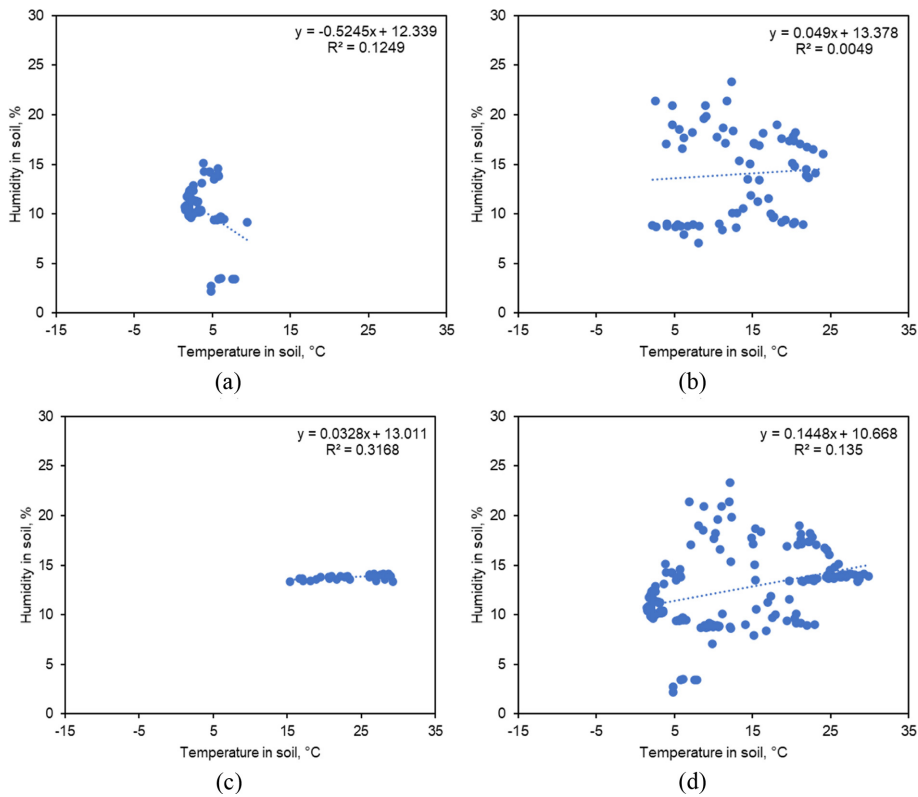 y = -0.5245x + 12.339
R² = 0.1249
30
25
20
15
10
5
0
Humidity in soil, %
-15
-5
5
15
25
35
Temperature in soil, °C
(a)
y = 0.049x + 13.378
R² = 0.0049
30
25
20
15
10
5
0
Humidity in soil, %
-15
-5
5
15
25
35
Temperature in soil, °C
(b)
y = 0.0328x + 13.011
R² = 0.3168
30
25
20
15
10
5
0
Humidity in soil, %
-15
-5
5
15
25
35
Temperature in soil, °C
(c)
y = 0.1448x + 10.668
R² = 0.135
30
25
20
15
10
5
0
Humidity in soil, %
-15
-5
5
15
25
35
Temperature in soil, °C
(d)